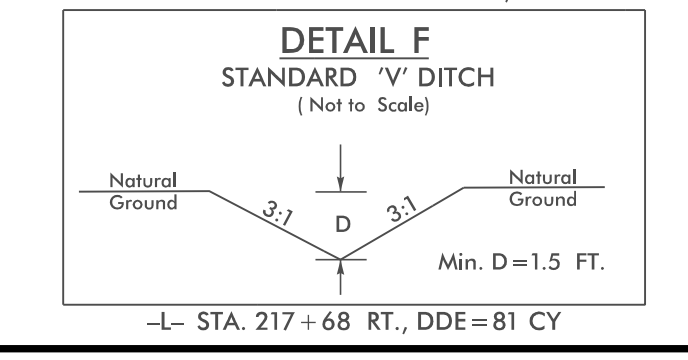 DETAIL F
STANDARD 'V' DITCH
( Not to Scale)
Natural
Ground
3:1
D
3:1
Natural
Ground
Min. D=1.5 FT.
–L– STA. 217+68 RT., DDE=81 CY